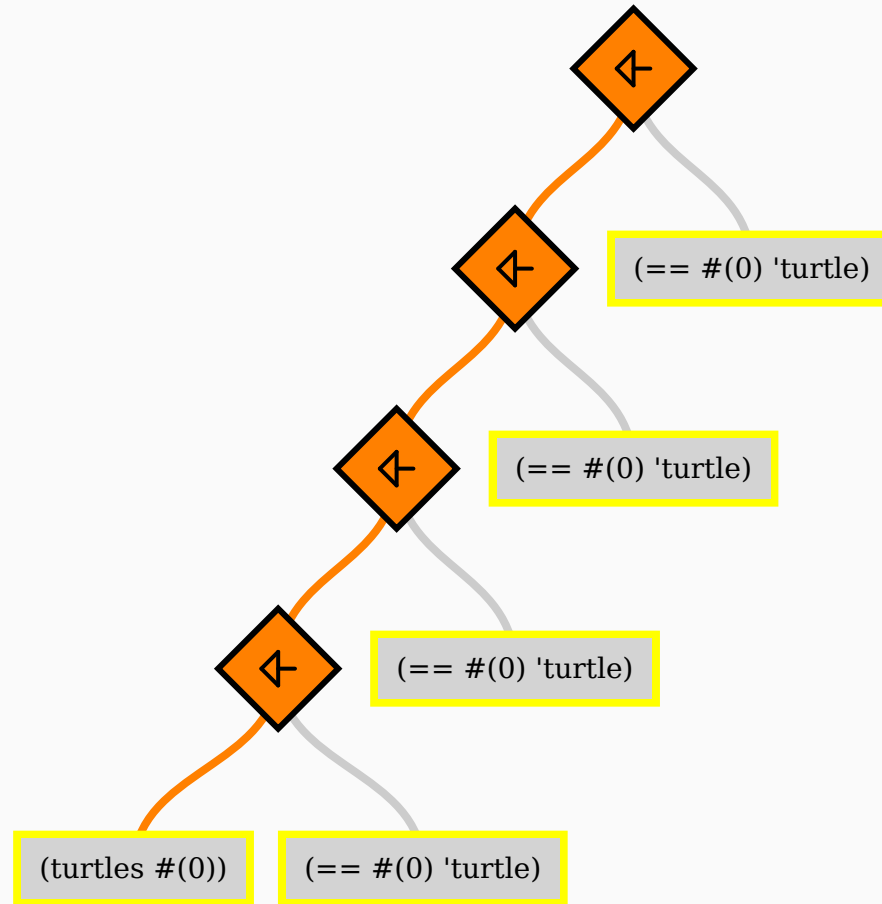 (== #(0) 'turtle)
(== #(0) 'turtle)
(== #(0) 'turtle)
(turtles #(0))
(== #(0) 'turtle)